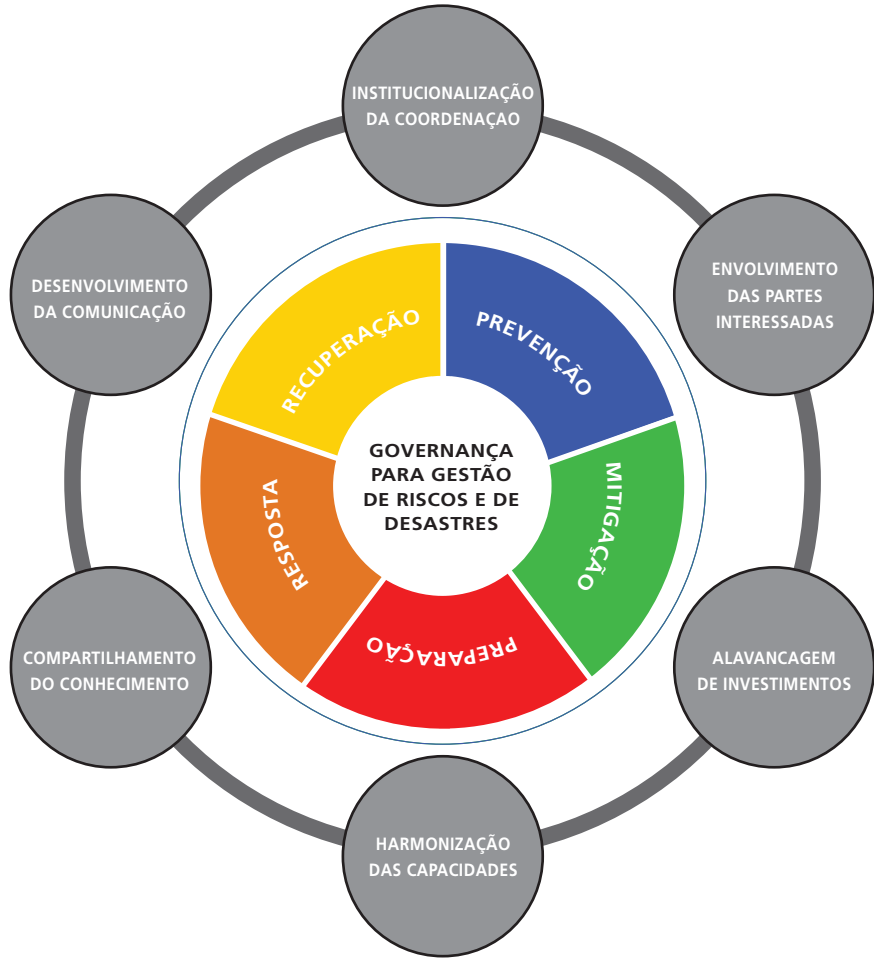 INSTITUCIONALIZAÇÃO
DA COORDENAÇAO
ENVOLVIMENTO
DAS PARTES
INTERESSADAS
ALAVANCAGEM
DE INVESTIMENTOS
HARMONIZAÇÃO
DAS CAPACIDADES
COMPARTILHAMENTO
DO CONHECIMENTO
DESENVOLVIMENTO
DA COMUNICAÇÃO
PREVENÇÃO
MITIGAÇÃO
PREPARAÇÃO
RESPOSTA
RECUPERAÇÃO
GOVERNANÇA
PARA GESTÃO
DE RISCOS E DE
DESASTRES